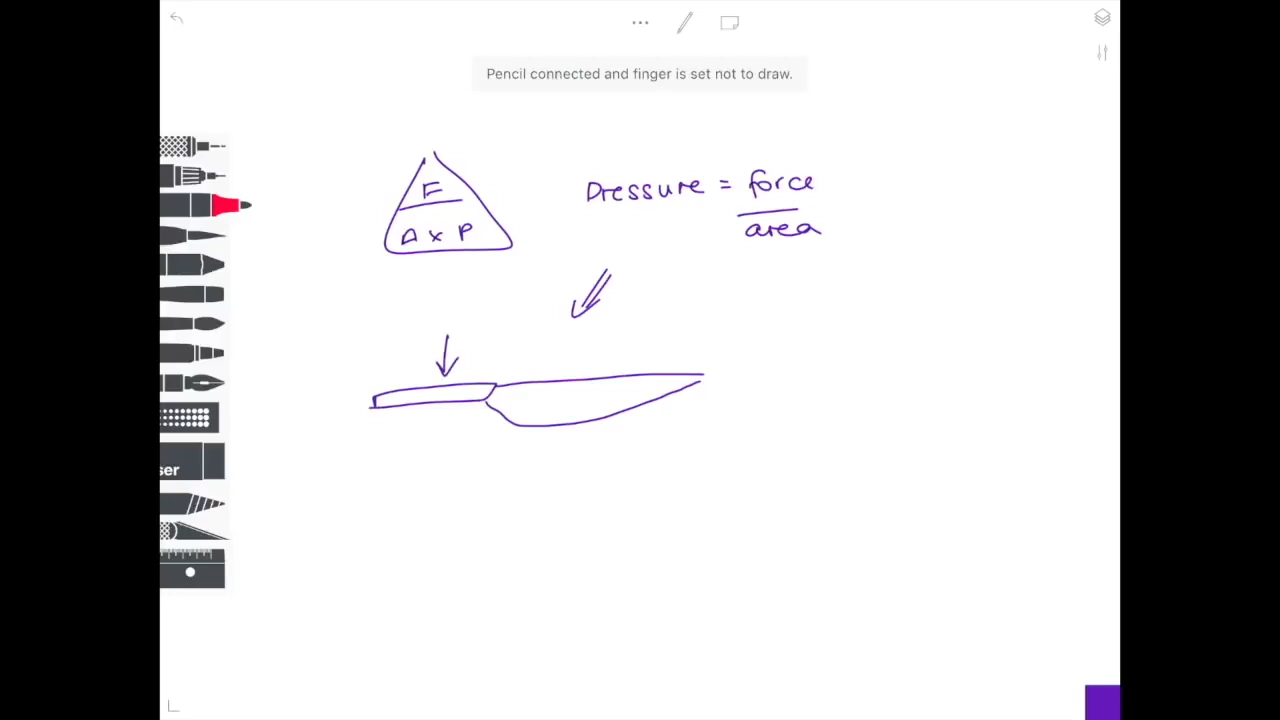 Pencil connected and finger is set not to draw.
F
A x P
Pressure = force
area
ser